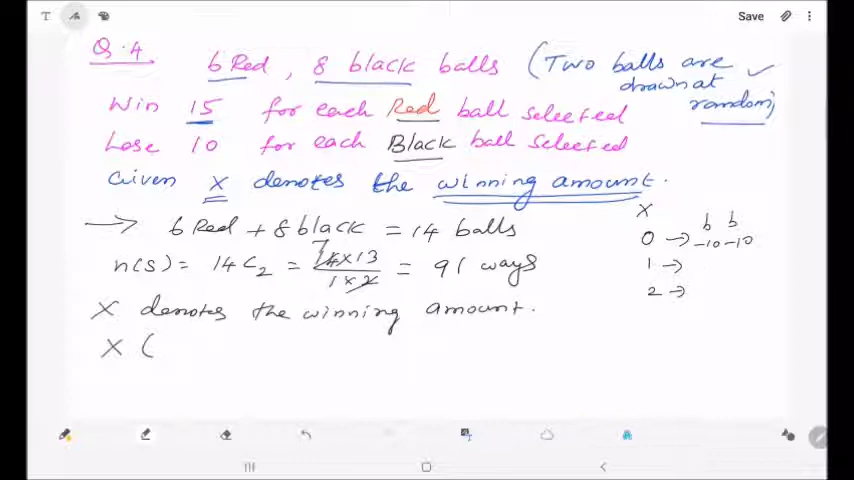 T
Save
Q.4 6 Red, 8 black balls (Two balls are drawn at random)
Win 15 for each Red ball selected
Lose 10 for each Black ball selected
Given X denotes the winning amount.
→ 6 Red + 8 black = 14 balls
n(s) = 14C2 = 14×13 / 1×2 = 91 ways
X denotes the winning amount.
X (
X
b b
0 → -10 -10
1 →
2 →